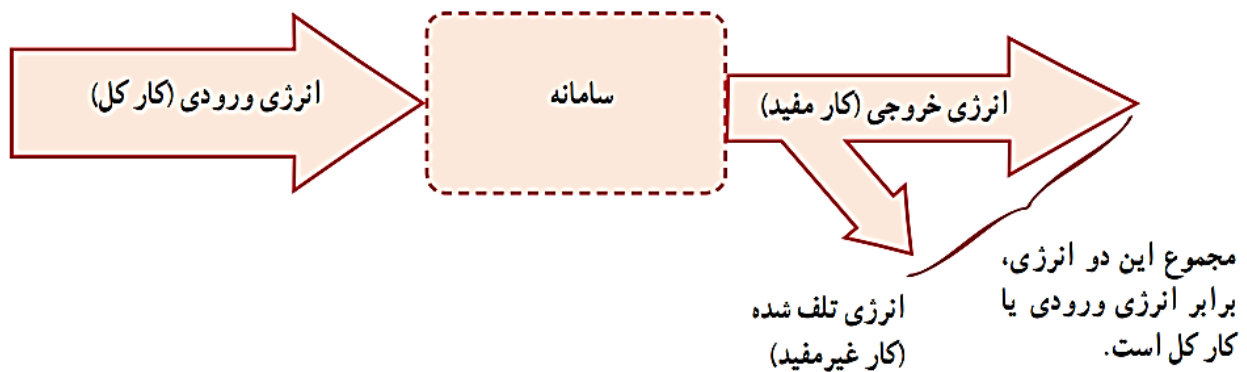 انرژی ورودی (کار کل)
سامانه
انرژی خروجی (کار مفید)
انرژی تلف شده
(کار غیرمفید)
مجموع این دو انرژی،
برابر انرژی ورودی یا
کار کل است.